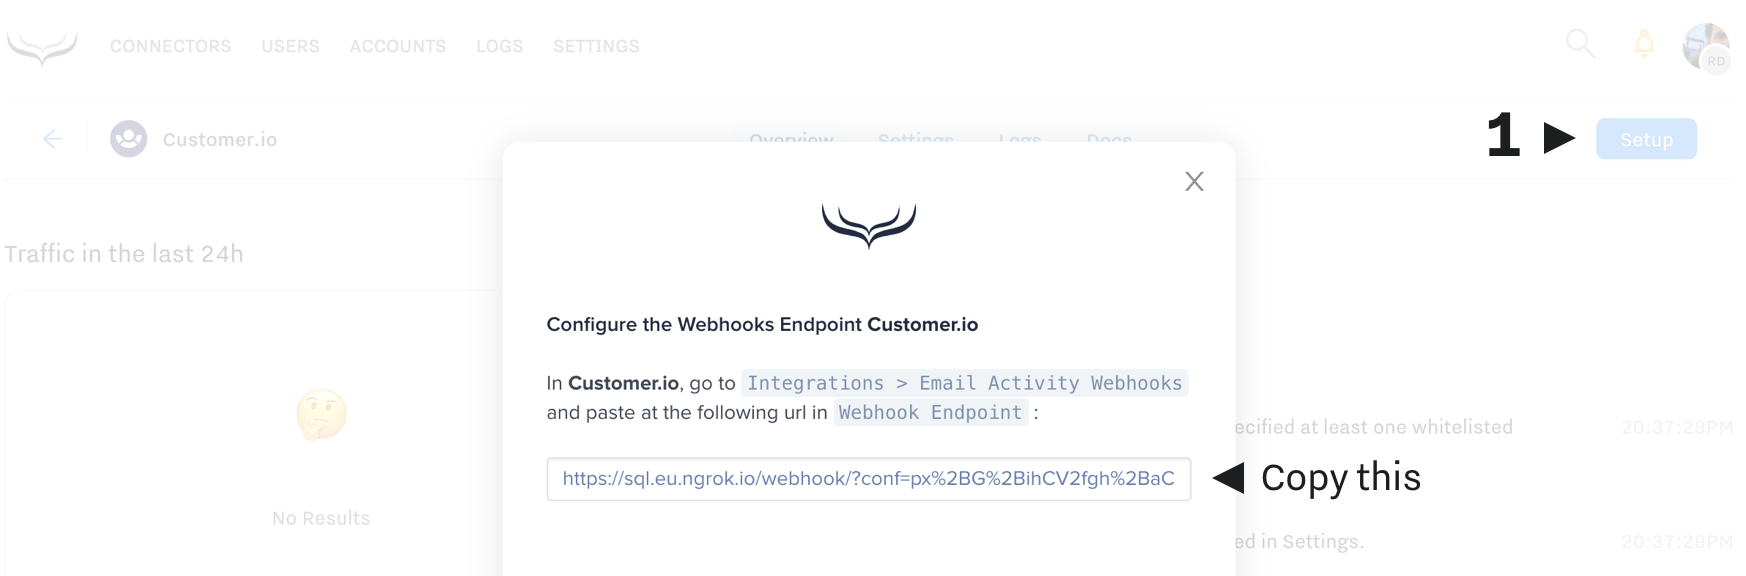 CONNECTORS USERS ACCOUNTS LOGS SETTINGS
RD
Customer.io
Overview Settings Logs Docs
1
Setup
X
Traffic in the last 24h
Configure the Webhooks Endpoint Customer.io
In Customer.io, go to Integrations > Email Activity Webhooks
and paste at the following url in Webhook Endpoint :
ecified at least one whitelisted 20:37:29PM
https://sql.eu.ngrok.io/webhook/?conf=px%2BG%2BihCV2fgh%2BaC
Copy this
No Results
ed in Settings. 20:37:29PM